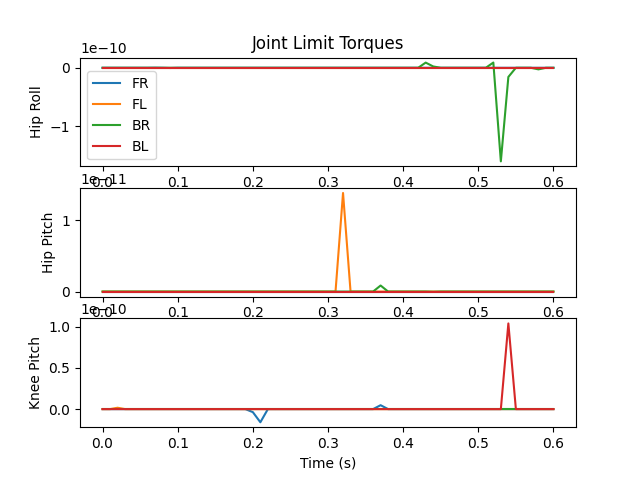 Joint Limit Torques
1e−10
0
−1
Hip Roll
FR
FL
BR
BL
0.0 0.1 0.2 0.3 0.4 0.5 0.6
1e−11
1
0
Hip Pitch
0.0 0.1 0.2 0.3 0.4 0.5 0.6
1e−10
1.0
0.5
0.0
Knee Pitch
0.0 0.1 0.2 0.3 0.4 0.5 0.6
Time (s)